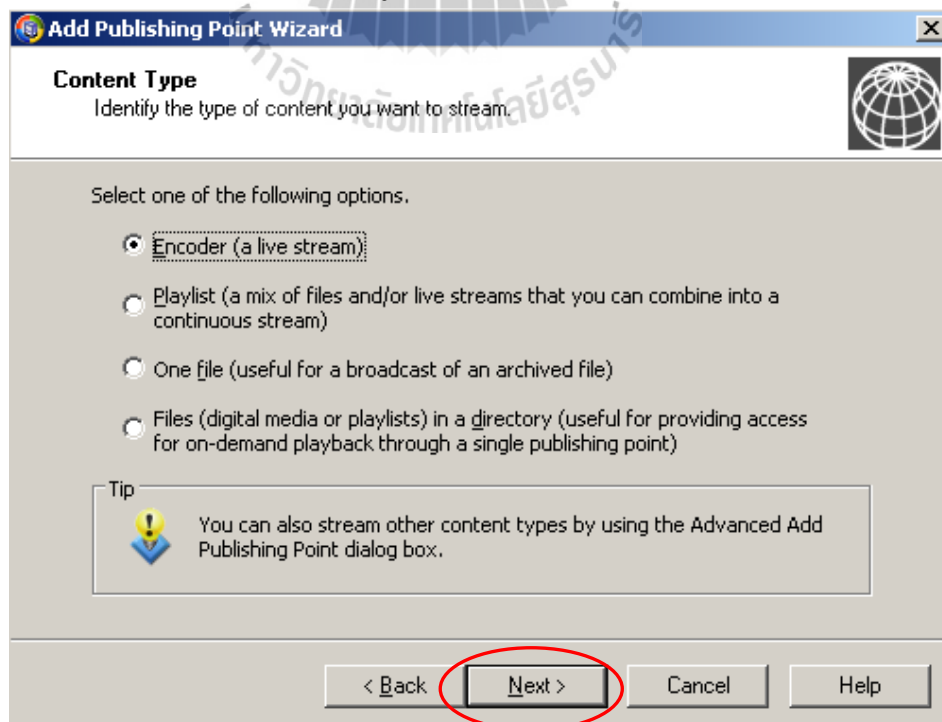 Add Publishing Point Wizard
Content Type
Identify the type of content you want to stream.
Select one of the following options.
Encoder (a live stream)
Playlist (a mix of files and/or live streams that you can combine into a
continuous stream)
One file (useful for a broadcast of an archived file)
Files (digital media or playlists) in a directory (useful for providing access
for on-demand playback through a single publishing point)
Tip
You can also stream other content types by using the Advanced Add
Publishing Point dialog box.
< Back
Next >
Cancel
Help